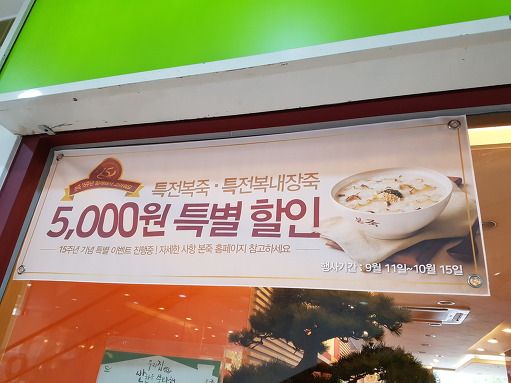 특전복죽 · 특전복내장죽
5,000원 특별 할인
15주년 기념 특별 이벤트 진행중! 자세한 사항 본죽 홈페이지 참고하세요
행사기간 : 9월 11일~10월 15일